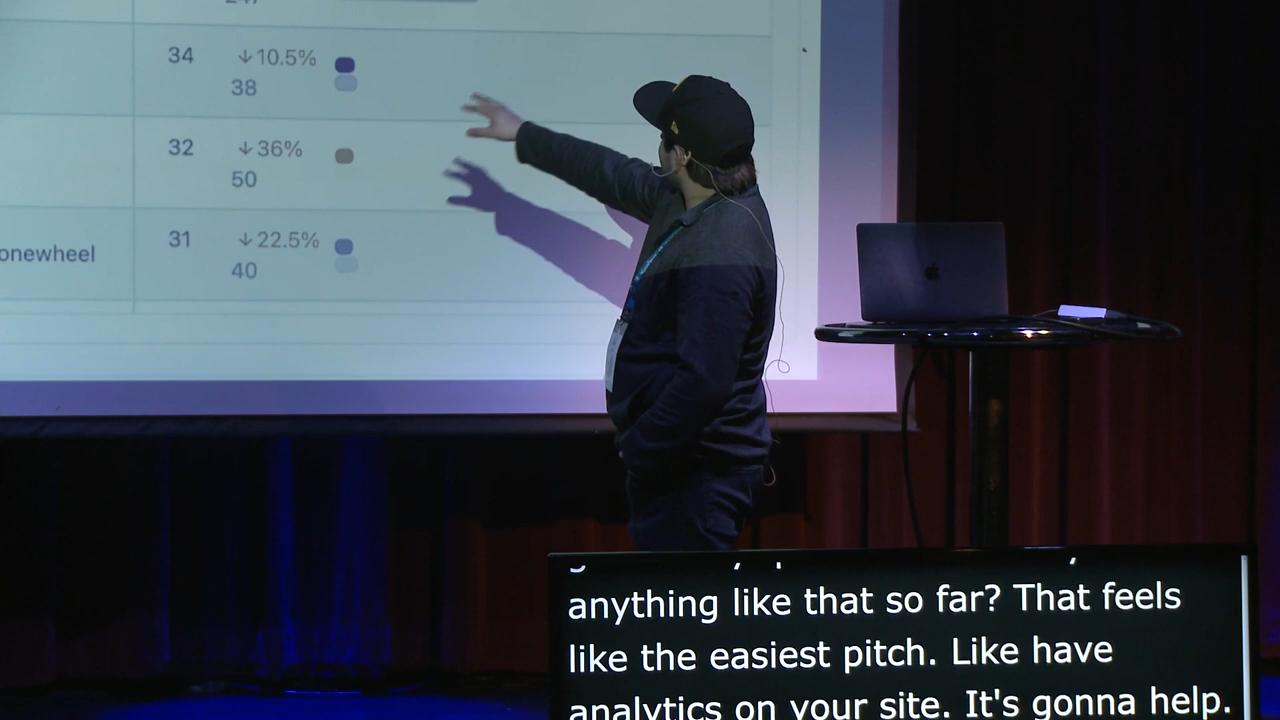 34 ↓10.5%
38
32 ↓36%
50
onewheel 31 ↓22.5%
40
anything like that so far? That feels
like the easiest pitch. Like have
analytics on your site. It's gonna help.